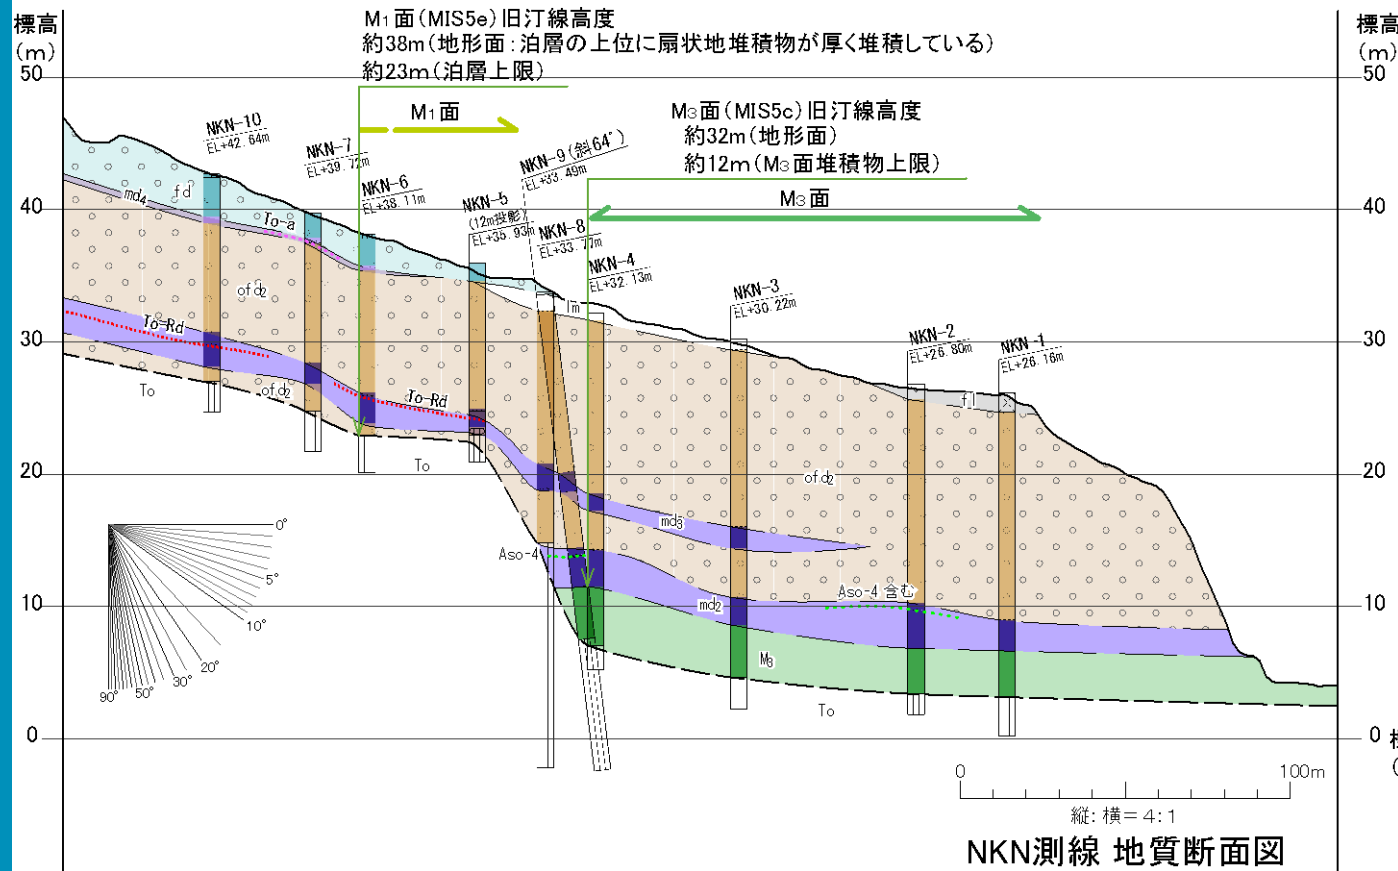 標高
(m)
M1面(MIS5e)旧汀線高度
約38m(地形面:泊層の上位に扇状地堆積物が厚く堆積している)
約23m(泊層上限)
標高
(m)
50
50
M1面
M3面(MIS5c)旧汀線高度
約32m(地形面)
約12m(M3面堆積物上限)
M3面
NKN-10
EL+42.64m
NKN-7
EL+39.72m
NKN-6
EL+38.11m
NKN-5
(12m投影)
EL+35.93m
NKN-9(斜64°)
EL+33.49m
NKN-8
EL+33.77m
NKN-4
EL+32.13m
NKN-3
EL+30.22m
NKN-2
EL+26.80m
NKN-1
EL+26.16m
40
40
md4
fd
To-a
ofd2
lm
30
30
To-Rd
To
ofd2
To-Rd
fl
20
20
To
ofd2
md3
Aso-4
Aso-4 含む
md2
10
10
M3
To
0
0
標
(
0°
5°
10°
20°
30°
50°
90°
0
100m
縦:横=4:1
NKN測線 地質断面図